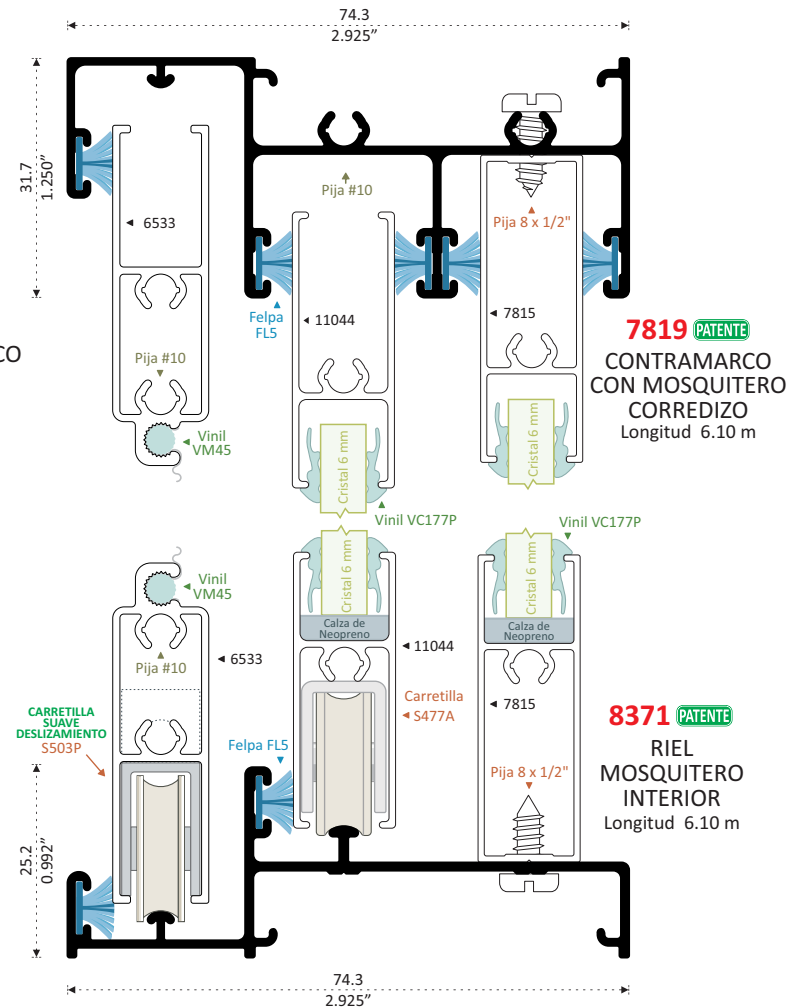 74.3
2.925"
31.7
1.250"
Pija #10
6533
Pija 8 x 1/2"
Felpa
FL5
11044
7815
7819 PATENTE
CONTRAMARCO
CON MOSQUITERO
CORREDIZO
Longitud 6.10 m
CO
Pija #10
Vinil
VM45
Cristal 6 mm
Cristal 6 mm
Vinil VC177P
Vinil VC177P
Vinil
VM45
Cristal 6 mm
Cristal 6 mm
Calza de
Neopreno
Calza de
Neopreno
Pija #10
6533
11044
CARRETILLA
SUAVE
DESLIZAMIENTO
S503P
Carretilla
S477A
7815
8371 PATENTE
RIEL
MOSQUITERO
INTERIOR
Longitud 6.10 m
Felpa FL5
Pija 8 x 1/2"
25.2
0.992"
74.3
2.925"